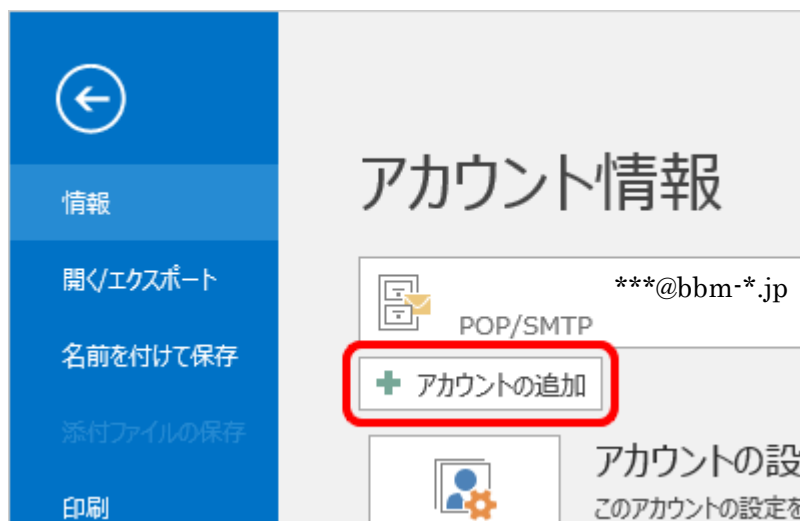 情報
開く/エクスポート
名前を付けて保存
添付ファイルの保存
印刷
アカウント情報
***@bbm-*.jp
POP/SMTP
アカウントの追加
アカウントの設
このアカウントの設定を